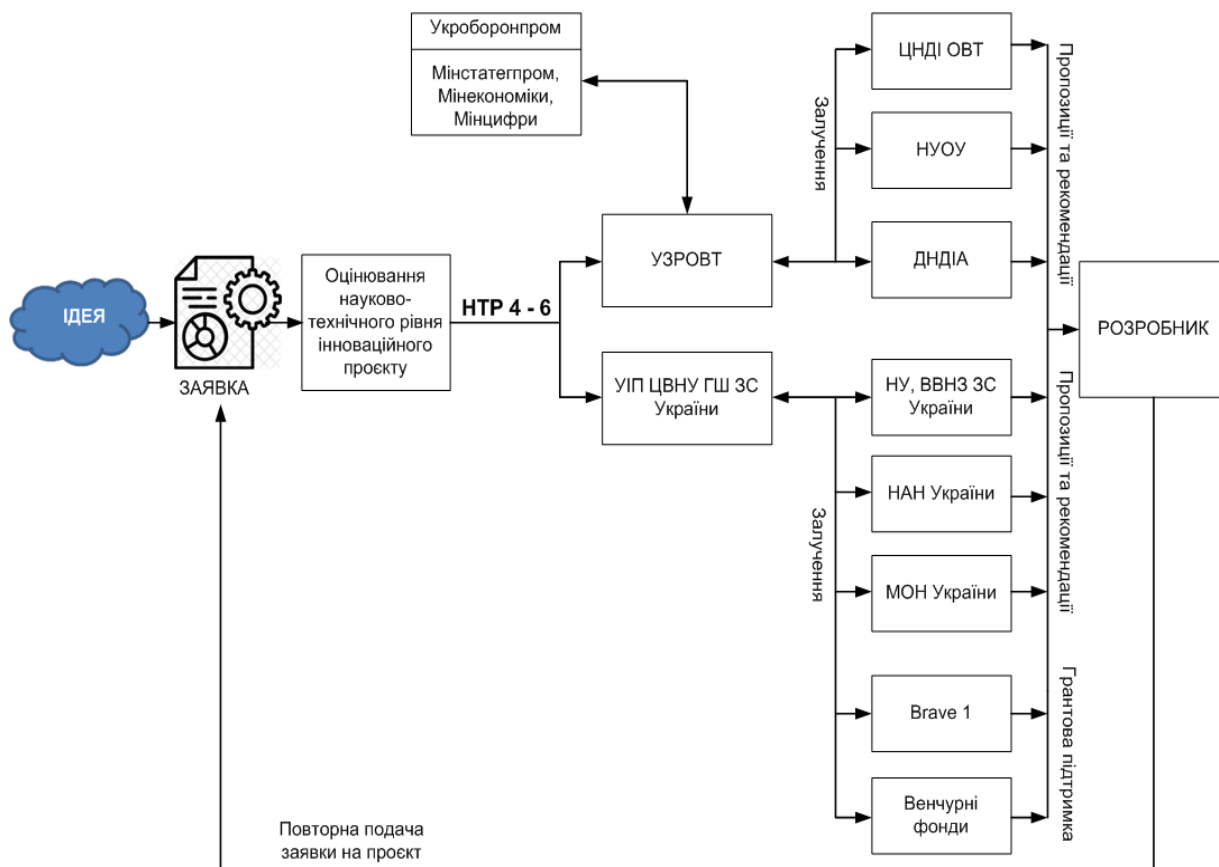 Укроборонпром
Мінстатегпром,
Мінекономіки,
Мінцифри
ІДЕЯ
ЗАЯВКА
Оцінювання
науково-
технічного рівня
інноваційного
проєкту
НТР 4 - 6
УЗРОВТ
УІП ЦВНУ ГШ ЗС
України
Залучення
Залучення
ЦНДІ ОВТ
НУОУ
ДНДІА
НУ, ВВНЗ ЗС
України
НАН України
МОН України
Brave 1
Венчурні
фонди
Пропозиції та рекомендації
Пропозиції та рекомендації
Грантова підтримка
РОЗРОБНИК
Повторна подача
заявки на проєкт